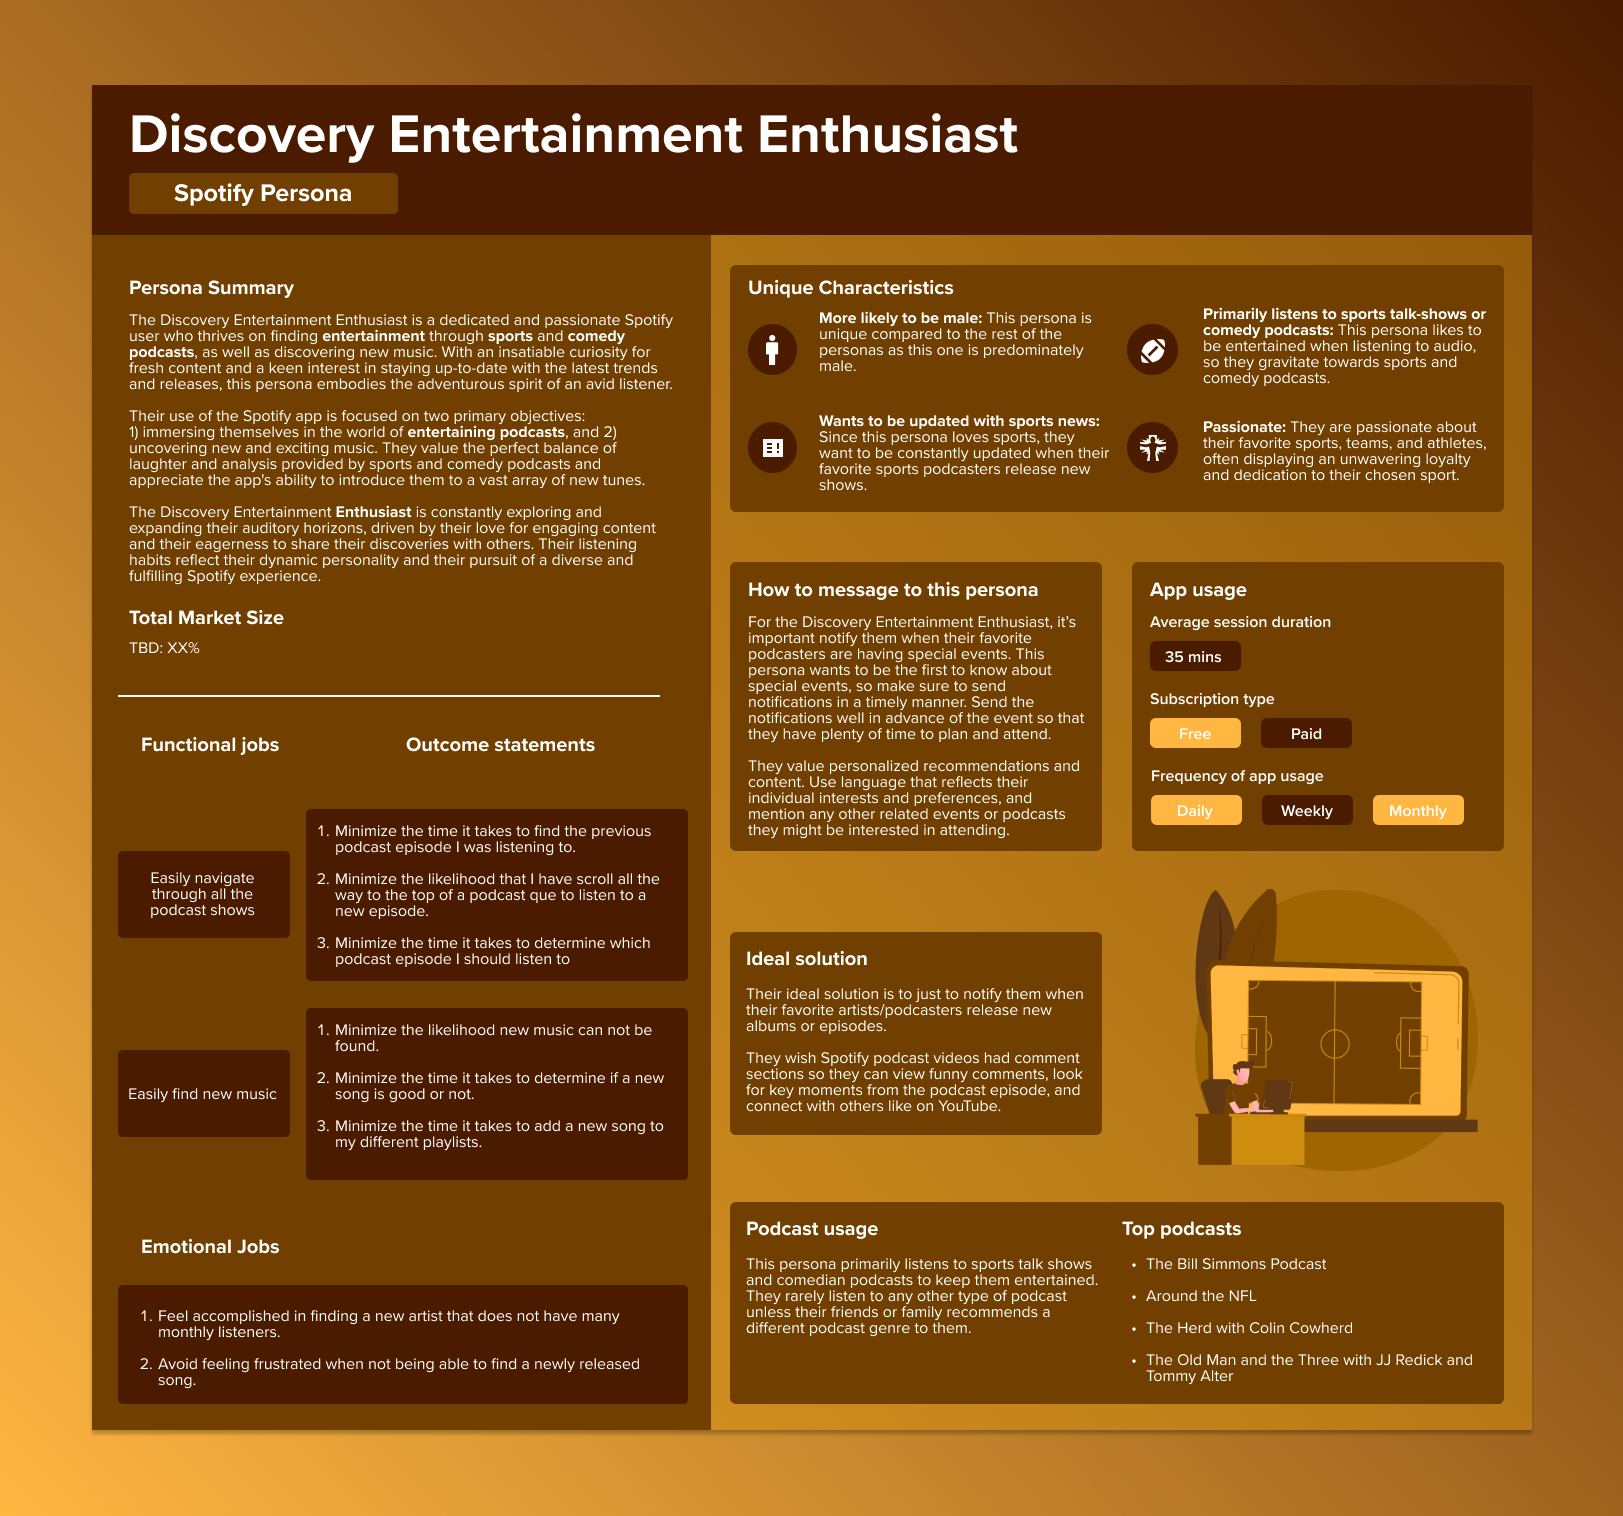 Discovery Entertainment Enthusiast
Spotify Persona
Persona Summary
The Discovery Entertainment Enthusiast is a dedicated and passionate Spotify
user who thrives on finding entertainment through sports and comedy
podcasts, as well as discovering new music. With an insatiable curiosity for
fresh content and a keen interest in staying up-to-date with the latest trends
and releases, this persona embodies the adventurous spirit of an avid listener.
Their use of the Spotify app is focused on two primary objectives:
1) immersing themselves in the world of entertaining podcasts, and 2)
uncovering new and exciting music. They value the perfect balance of
laughter and analysis provided by sports and comedy podcasts and
appreciate the app's ability to introduce them to a vast array of new tunes.
The Discovery Entertainment Enthusiast is constantly exploring and
expanding their auditory horizons, driven by their love for engaging content
and their eagerness to share their discoveries with others. Their listening
habits reflect their dynamic personality and their pursuit of a diverse and
fulfilling Spotify experience.
Total Market Size
TBD: XX%
Functional jobs
Outcome statements
Easily navigate
through all the
podcast shows
1. Minimize the time it takes to find the previous
podcast episode I was listening to.
2. Minimize the likelihood that I have scroll all the
way to the top of a podcast que to listen to a
new episode.
3. Minimize the time it takes to determine which
podcast episode I should listen to
Easily find new music
1. Minimize the likelihood new music can not be
found.
2. Minimize the time it takes to determine if a new
song is good or not.
3. Minimize the time it takes to add a new song to
my different playlists.
Emotional Jobs
1. Feel accomplished in finding a new artist that does not have many
monthly listeners.
2. Avoid feeling frustrated when not being able to find a newly released
song.
Unique Characteristics
More likely to be male: This persona is
unique compared to the rest of the
personas as this one is predominately
male.
Primarily listens to sports talk-shows or
comedy podcasts: This persona likes to
be entertained when listening to audio,
so they gravitate towards sports and
comedy podcasts.
Wants to be updated with sports news:
Since this persona loves sports, they
want to be constantly updated when their
favorite sports podcasters release new
shows.
Passionate: They are passionate about
their favorite sports, teams, and athletes,
often displaying an unwavering loyalty
and dedication to their chosen sport.
How to message to this persona
For the Discovery Entertainment Enthusiast, it's
important notify them when their favorite
podcasters are having special events. This
persona wants to be the first to know about
special events, so make sure to send
notifications in a timely manner. Send the
notifications well in advance of the event so that
they have plenty of time to plan and attend.
They value personalized recommendations and
content. Use language that reflects their
individual interests and preferences, and
mention any other related events or podcasts
they might be interested in attending.
App usage
Average session duration
35 mins
Subscription type
Free Paid
Frequency of app usage
Daily Weekly Monthly
Ideal solution
Their ideal solution is to just to notify them when
their favorite artists/podcasters release new
albums or episodes.
They wish Spotify podcast videos had comment
sections so they can view funny comments, look
for key moments from the podcast episode, and
connect with others like on YouTube.
Podcast usage
This persona primarily listens to sports talk shows
and comedian podcasts to keep them entertained.
They rarely listen to any other type of podcast
unless their friends or family recommends a
different podcast genre to them.
Top podcasts
• The Bill Simmons Podcast
• Around the NFL
• The Herd with Colin Cowherd
• The Old Man and the Three with JJ Redick and
Tommy Alter